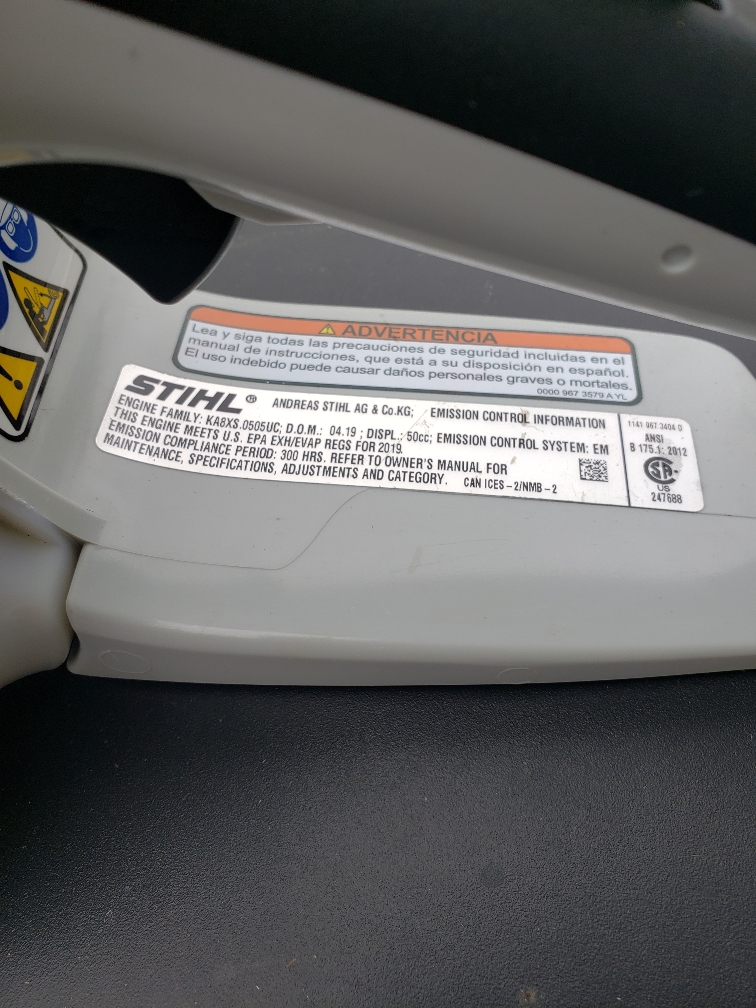 ⚠ ADVERTENCIA
Lea y siga todas las precauciones de seguridad incluidas en el
manual de instrucciones, que está a su disposición en español.
El uso indebido puede causar daños personales graves o mortales.
0000 967 3579 A YL
STIHL® ANDREAS STIHL AG & Co.KG; EMISSION CONTROL INFORMATION
ENGINE FAMILY: KA8XS.0505UC; D.O.M.: 04.19 ; DISPL.: 50cc; EMISSION CONTROL SYSTEM: EM
THIS ENGINE MEETS U.S. EPA EXH/EVAP REGS FOR 2019.
EMISSION COMPLIANCE PERIOD: 300 HRS. REFER TO OWNER'S MANUAL FOR
MAINTENANCE, SPECIFICATIONS, ADJUSTMENTS AND CATEGORY. CAN ICES-2/NMB-2
1141 967 3404 D
ANSI
B 175.1: 2012
SA
US
247688